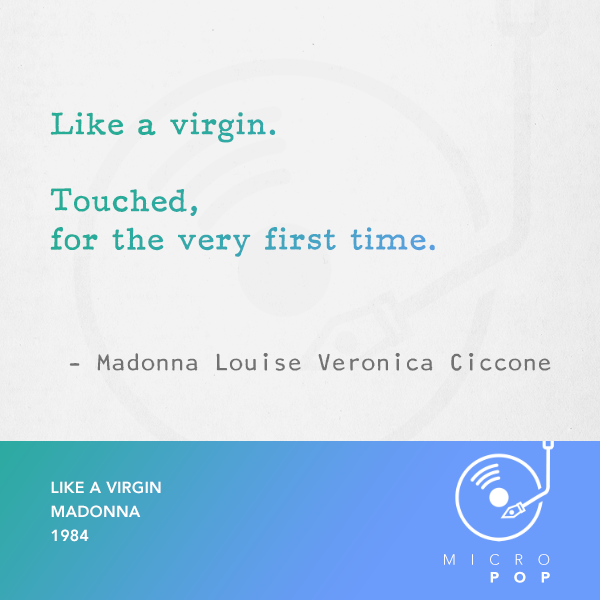 Like a virgin.
Touched,
for the very first time.
– Madonna Louise Veronica Ciccone
LIKE A VIRGIN
MADONNA
1984
MICRO
POP